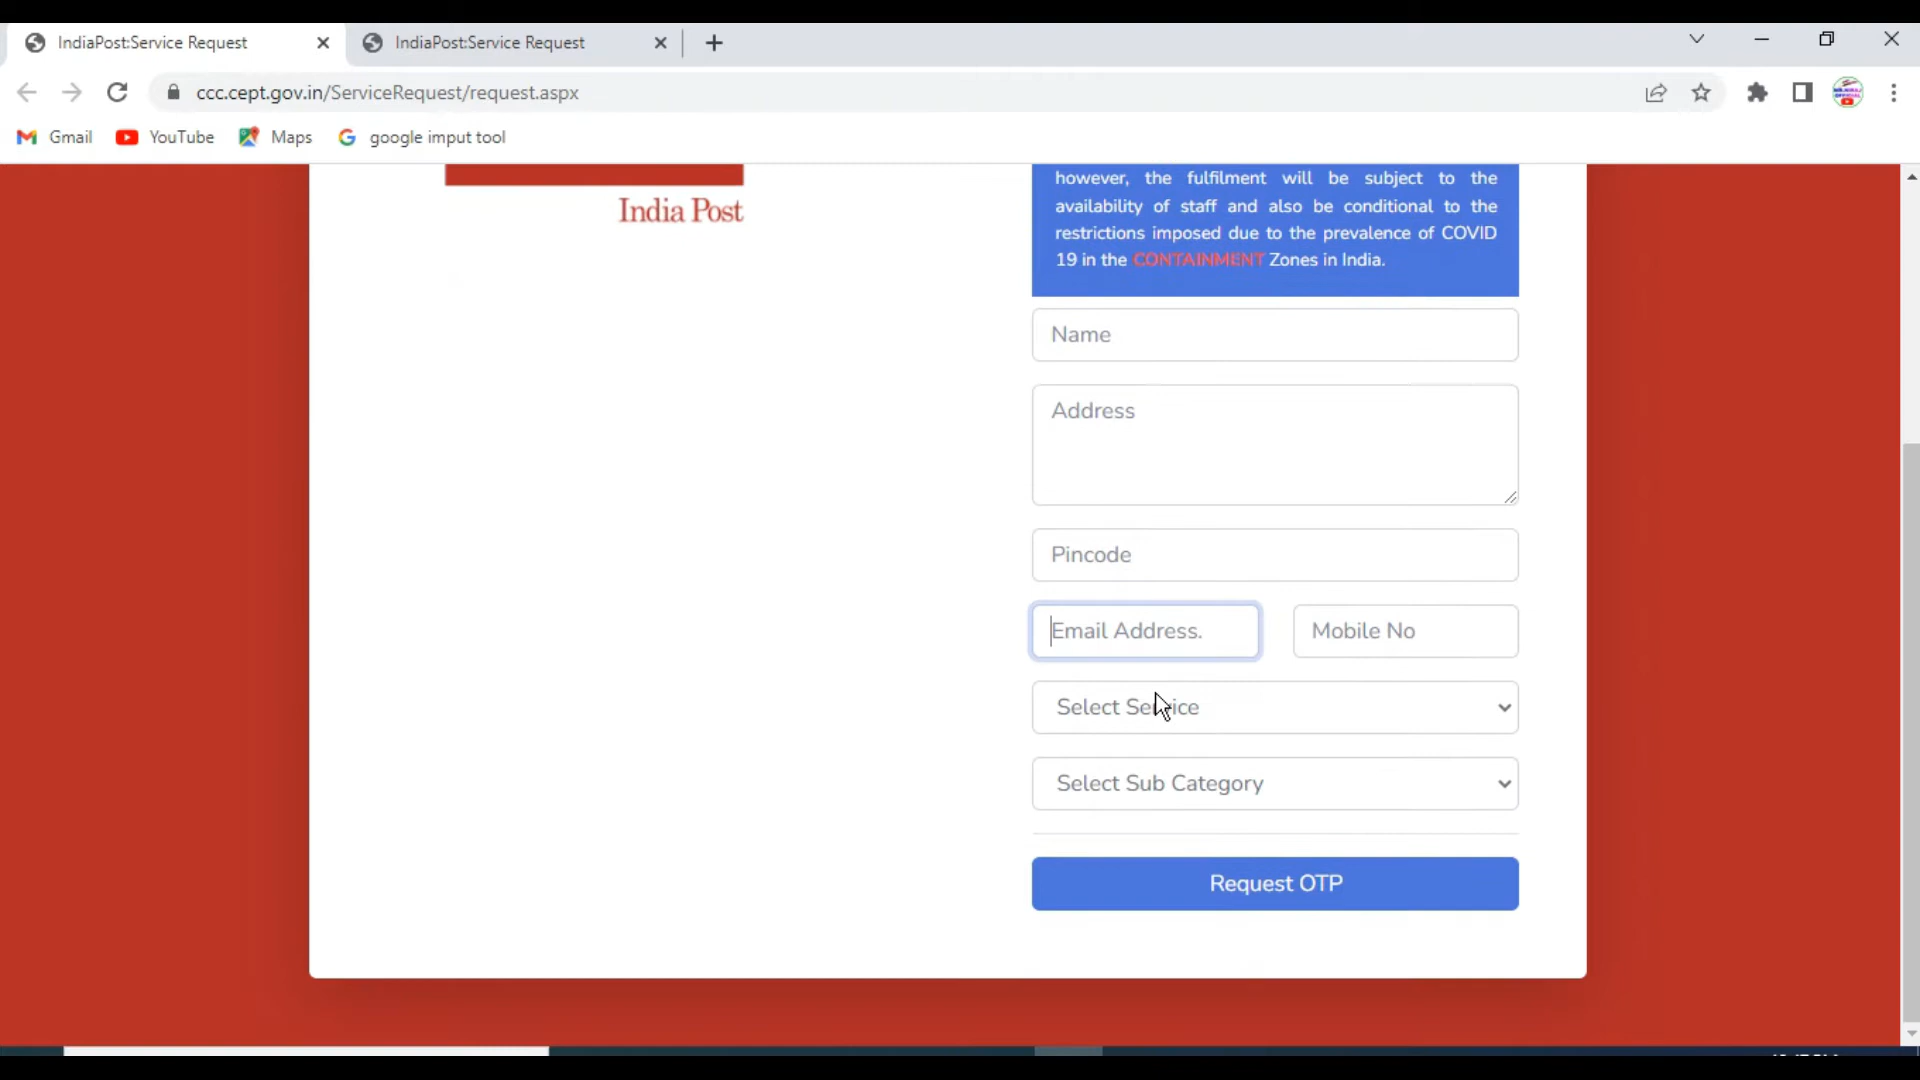 IndiaPost:Service Request
IndiaPost:Service Request
ccc.cept.gov.in/ServiceRequest/request.aspx
Gmail
YouTube
Maps
google imput tool
India Post
however, the fulfilment will be subject to the
availability of staff and also be conditional to the
restrictions imposed due to the prevalence of COVID
19 in the CONTAINMENT Zones in India.
Name
Address
Pincode
Email Address.
Mobile No
Select Service
Select Sub Category
Request OTP